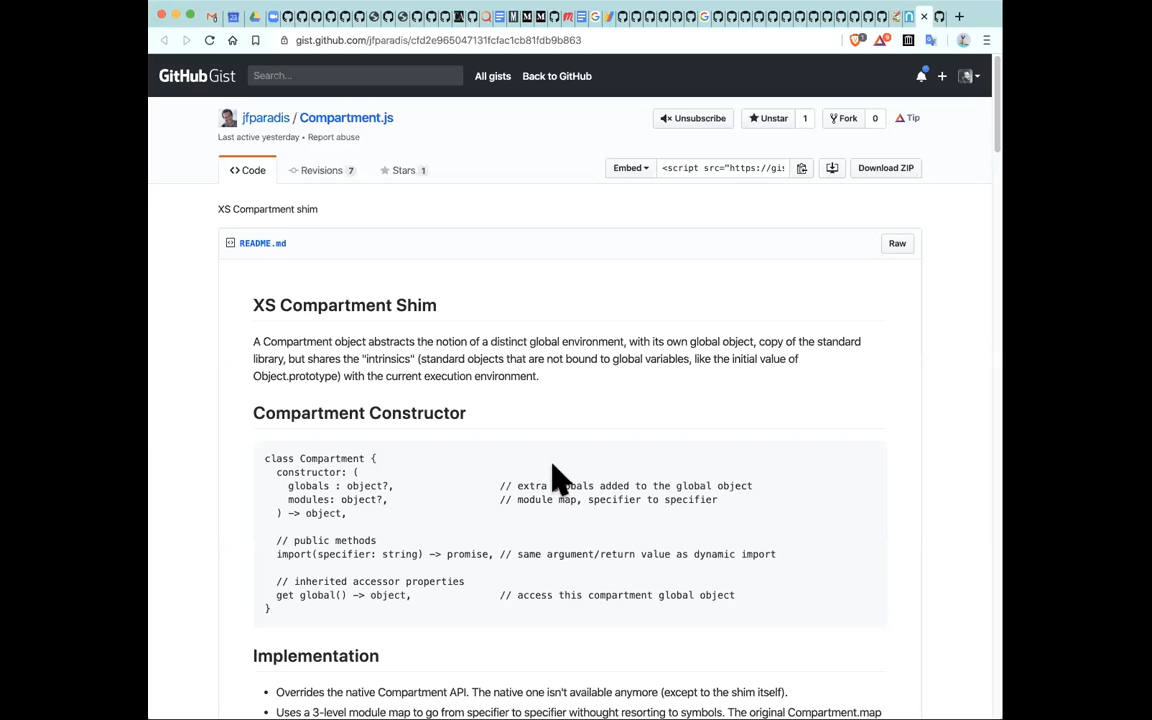 gist.github.com/jfparadis/cfd2e965047131fcfac1cb81fdb9b863
GitHub Gist Search... All gists Back to GitHub
jfparadis / Compartment.js
Unsubscribe Unstar 1 Fork 0 Tip
Last active yesterday • Report abuse
Code Revisions 7 Stars 1 Embed <script src="https://gis Download ZIP
XS Compartment shim
README.md Raw
XS Compartment Shim
A Compartment object abstracts the notion of a distinct global environment, with its own global object, copy of the standard
library, but shares the "intrinsics" (standard objects that are not bound to global variables, like the initial value of
Object.prototype) with the current execution environment.
Compartment Constructor
class Compartment {
constructor: (
globals : object?, // extra globals added to the global object
modules: object?, // module map, specifier to specifier
) -> object,
// public methods
import(specifier: string) -> promise, // same argument/return value as dynamic import
// inherited accessor properties
get global() -> object, // access this compartment global object
}
Implementation
• Overrides the native Compartment API. The native one isn't available anymore (except to the shim itself).
• Uses a 3-level module map to go from specifier to specifier withought resorting to symbols. The original Compartment.map